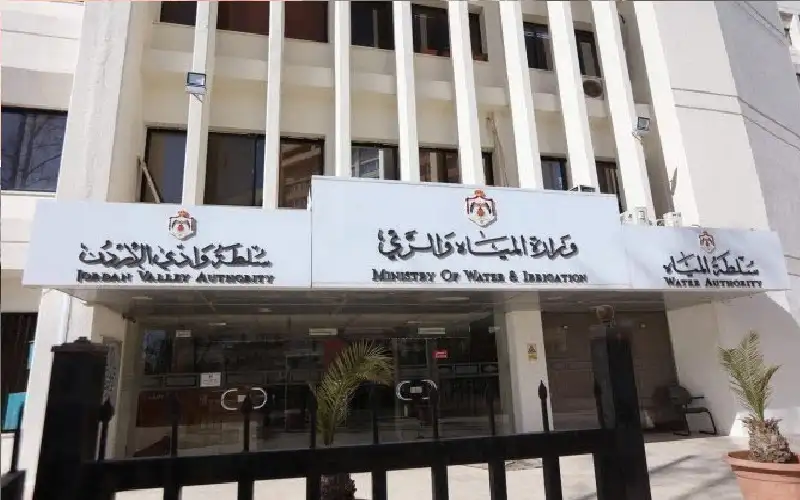 سلطة وادي الأردن
JORDAN VALLEY AUTHORITY
وزارة المياه والري
MINISTRY OF WATER & IRRIGATION
سلطة المياه
WATER AUTHORITY